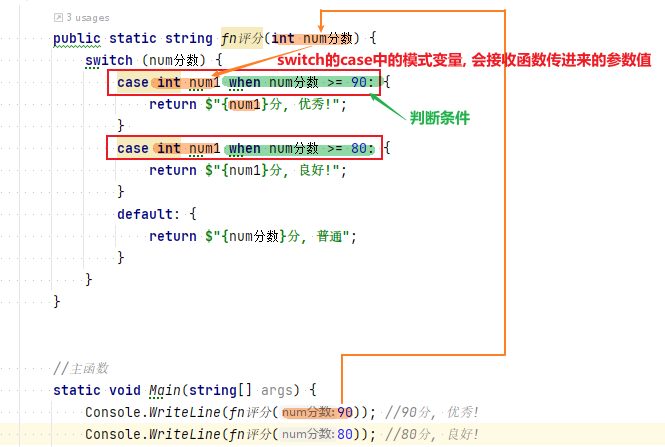 3 usages
public static string fn评分(int num分数) {
switch (num分数) {
switch的case中的模式变量, 会接收函数传进来的参数值
case int num1 when num分数 >= 90: {
return $"{num1}分, 优秀!";
判断条件
}
case int num1 when num分数 >= 80: {
return $"{num1}分, 良好!";
}
default: {
return $"{num分数}分, 普通";
}
}
}
//主函数
static void Main(string[] args) {
Console.WriteLine(fn评分( num分数: 90)); //90分, 优秀!
Console.WriteLine(fn评分( num分数: 80)); //80分, 良好!